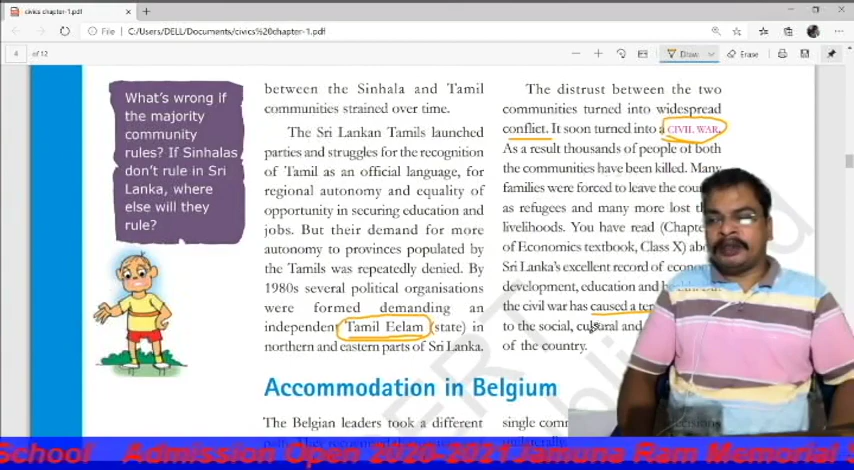 civics chapter-1.pdf
File | C:/Users/DELL/Documents/civics%20chapter-1.pdf
4 of 12
Draw
Erase
What's wrong if
the majority
community
rules? If Sinhalas
don't rule in Sri
Lanka, where
else will they
rule?
between the Sinhala and Tamil
communities strained over time.
The Sri Lankan Tamils launched
parties and struggles for the recognition
of Tamil as an official language, for
regional autonomy and equality of
opportunity in securing education and
jobs. But their demand for more
autonomy to provinces populated by
the Tamils was repeatedly denied. By
1980s several political organisations
were formed demanding an
independent Tamil Eelam (state) in
northern and eastern parts of Sri Lanka.
The distrust between the two
communities turned into widespread
conflict. It soon turned into a CIVIL WAR.
As a result thousands of people of both
the communities have been killed. Many
families were forced to leave the
as refugees and many more lost
livelihoods. You have read
of Economics textbook, Class X)
Sri Lanka's excellent record of
development, education and
the civil war has caused a
to the social, cultural and
of the country.
Accommodation in Belgium
The Belgian leaders took a different
single
School Admission Open 2020-2021 Jamuna Ram Memorial